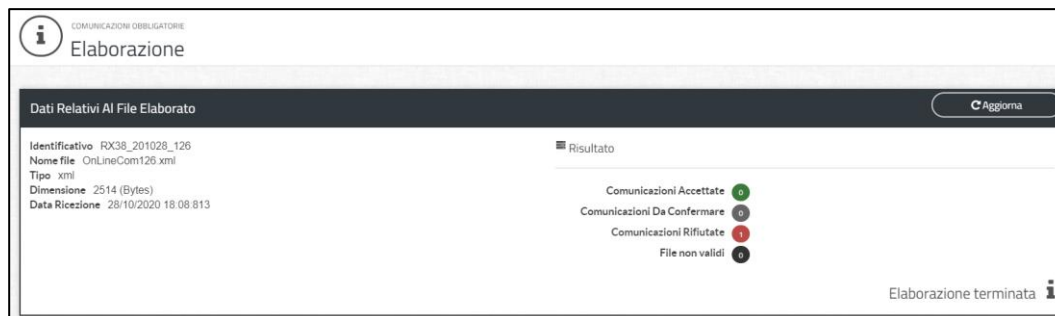 COMUNICAZIONI OBBLIGATORIE
Elaborazione
Dati Relativi Al File Elaborato
Aggiorna
Identificativo RX38_201028_126
Nome file OnLineCom126.xml
Tipo xml
Dimensione 2514 (Bytes)
Data Ricezione 28/10/2020 18:08:813
Risultato
Comunicazioni Accettate 0
Comunicazioni Da Confermare 0
Comunicazioni Rifiutate 1
File non validi 0
Elaborazione terminata